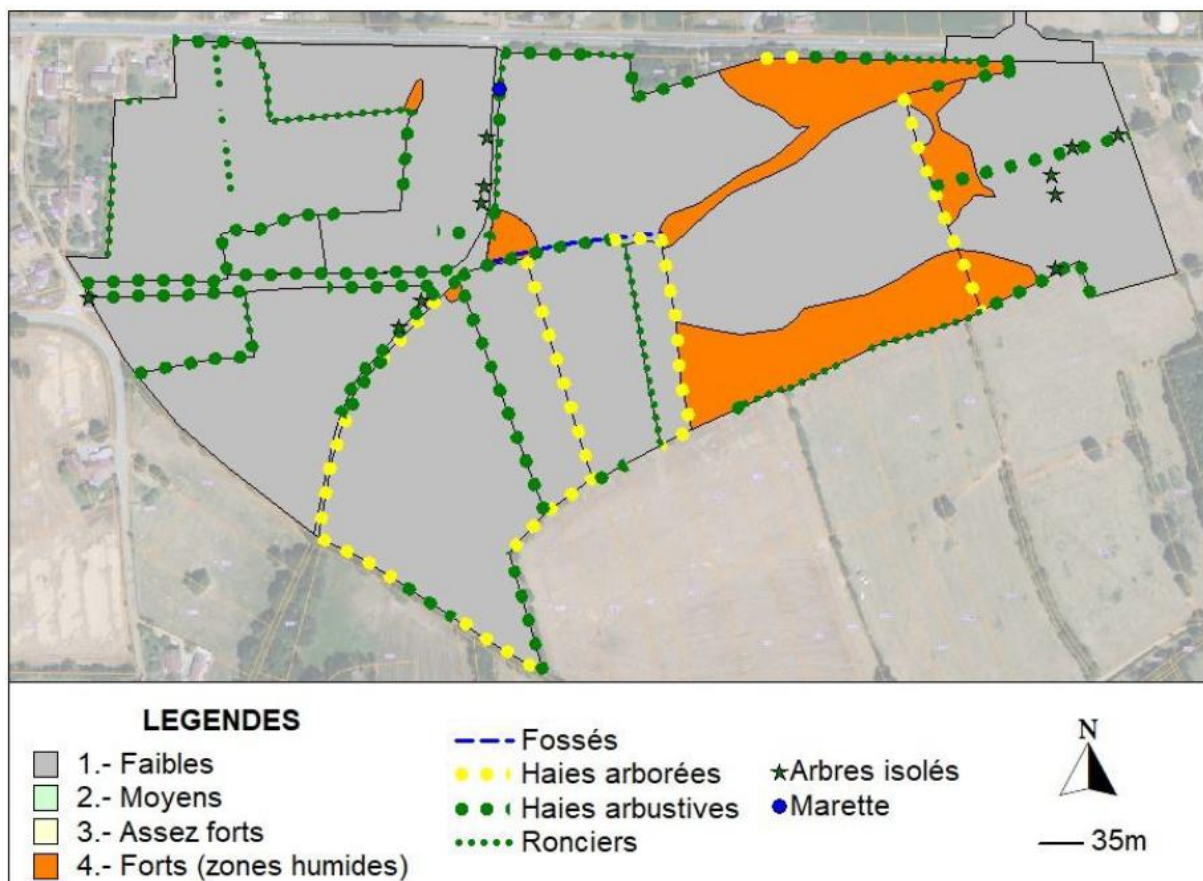 LEGENDES
1.- Faibles
2.- Moyens
3.- Assez forts
4.- Forts (zones humides)
Fossés
Haies arborées
Haies arbustives
Ronciers
Arbres isolés
Marette
N
35m